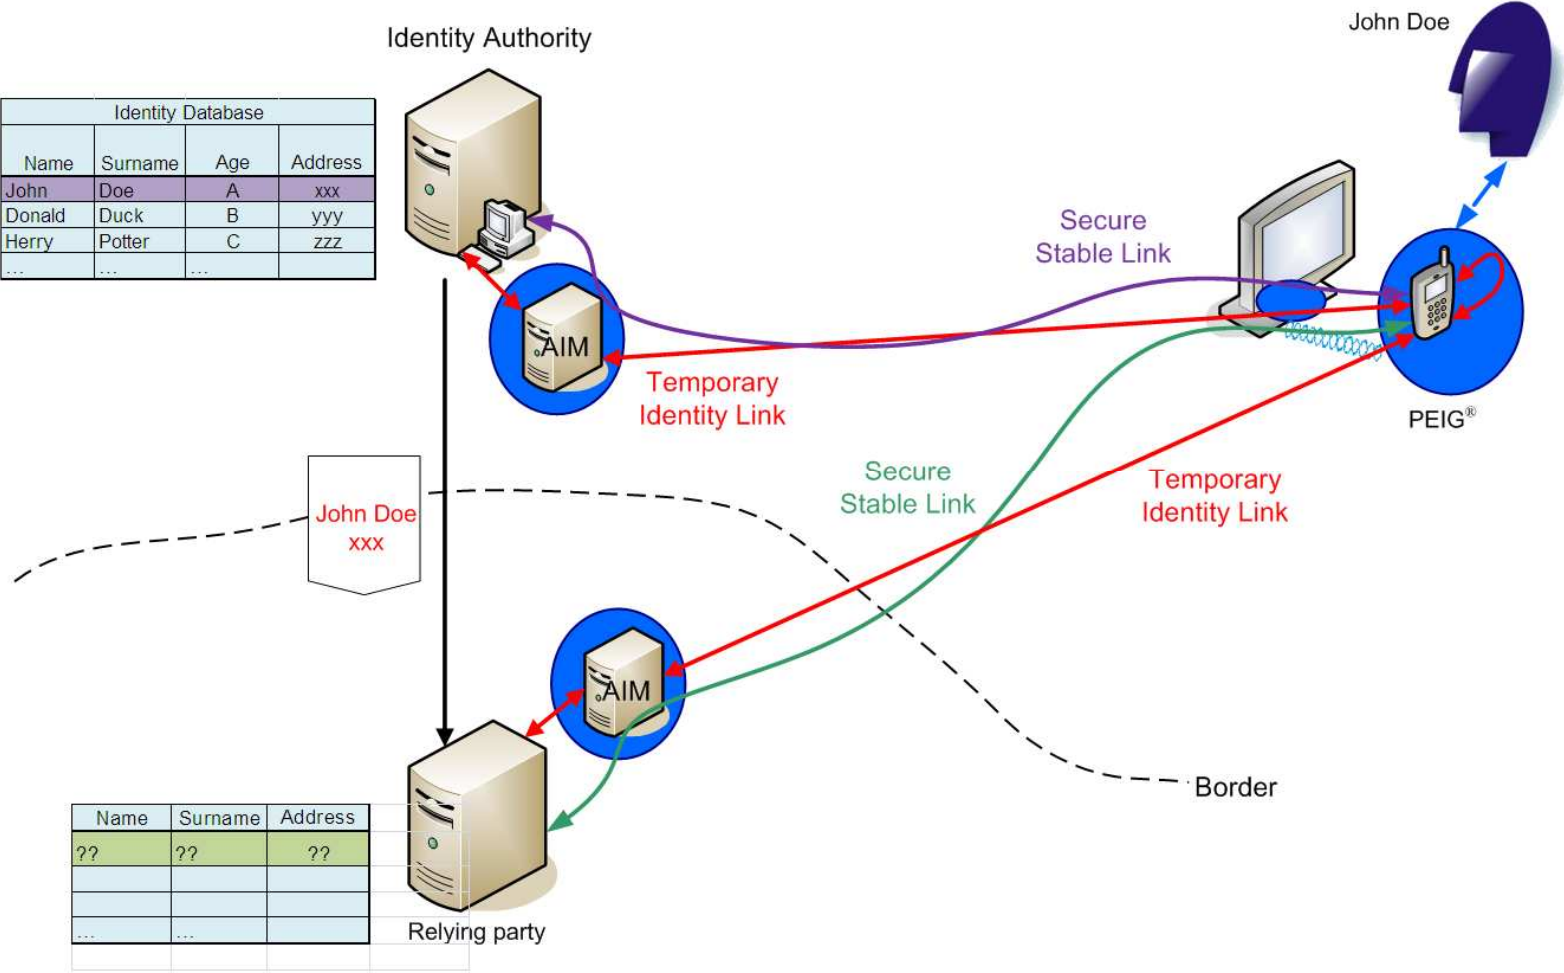 John Doe
Identity Authority
Identity Database
Name Surname Age Address
John Doe A xxx
Donald Duck B yyy
Herry Potter C zzz
... ... ...
Secure
Stable Link
AIM
Temporary
Identity Link
PEIG®
Secure
Stable Link
Temporary
Identity Link
John Doe
xxx
AIM
Border
Name Surname Address
?? ?? ??
... ...
Relying party